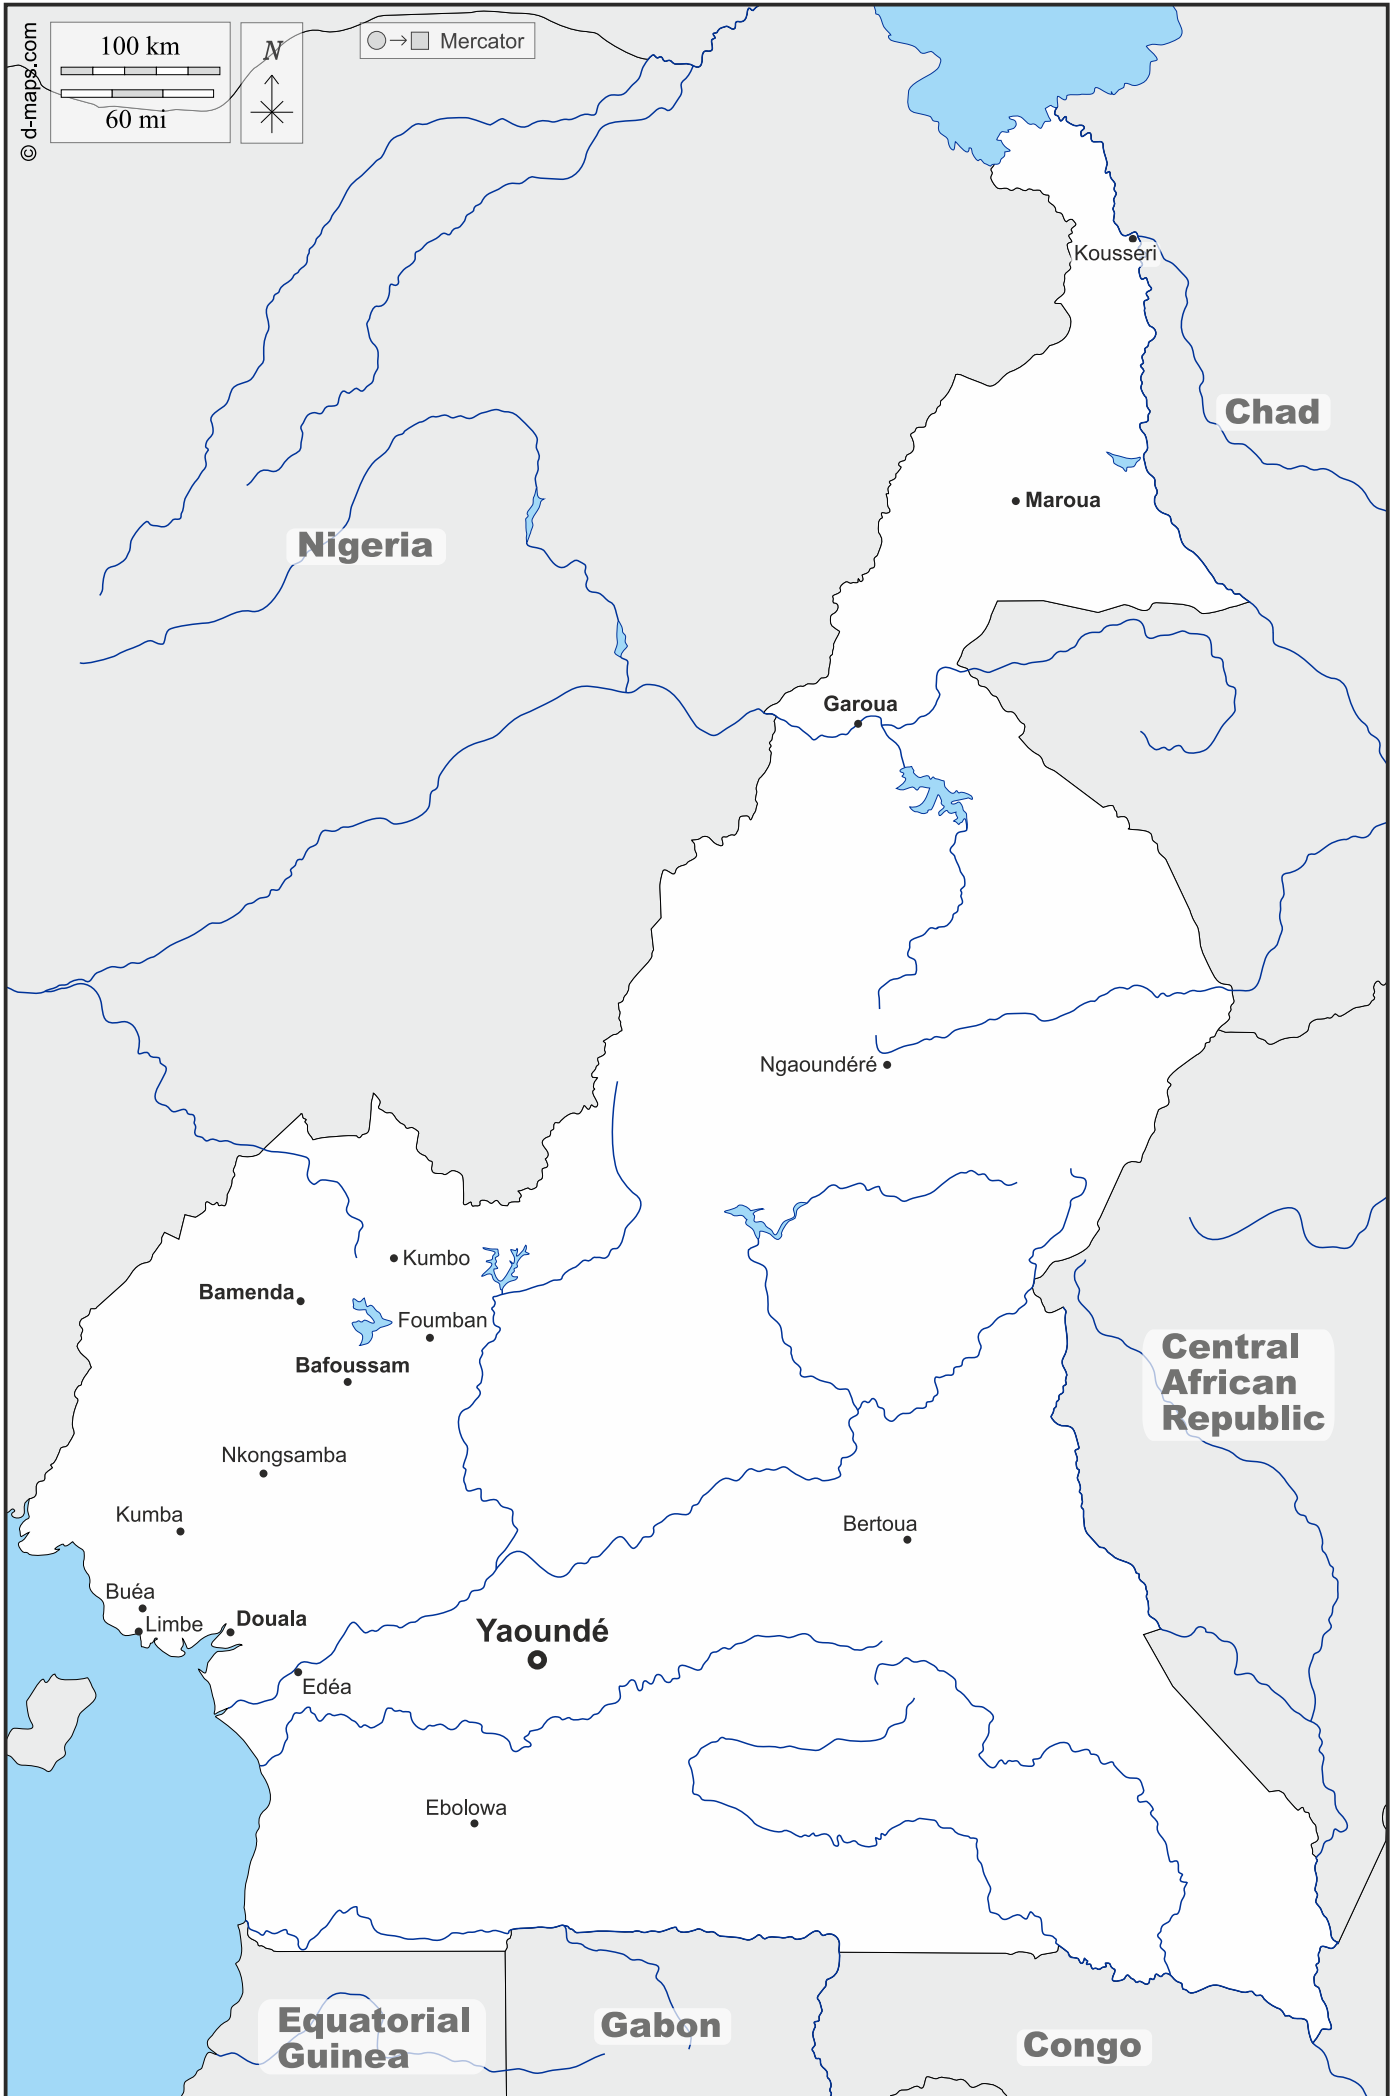 © d-maps.com
100 km
60 mi
N
Mercator
Kousséri
Chad
Maroua
Nigeria
Garoua
Ngaoundéré
Kumbo
Bamenda
Foumban
Bafoussam
Central
African
Republic
Nkongsamba
Kumba
Bertoua
Buéa
Limbe
Douala
Yaoundé
Edéa
Ebolowa
Equatorial
Guinea
Gabon
Congo